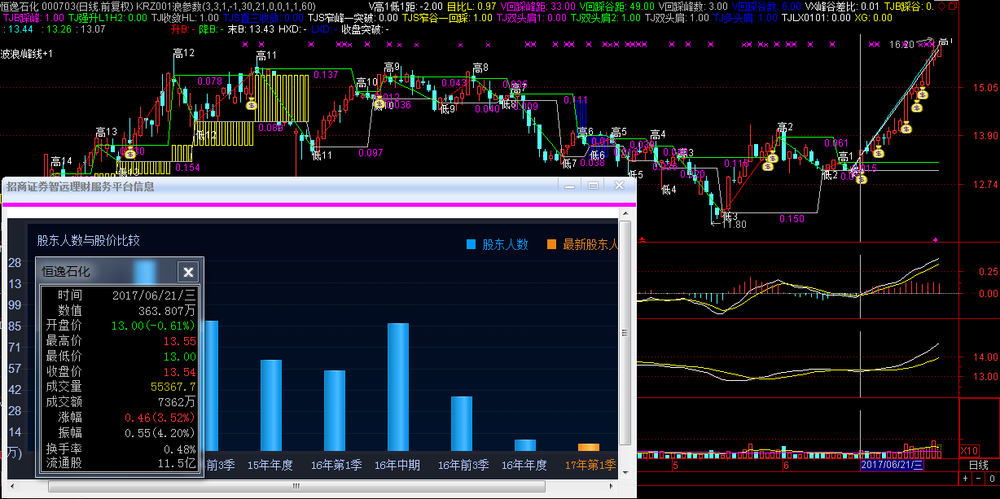 恒逸石化 000703(日线.前复权) KRZ001浪参数(3,3,1,-1,30,21,0,0,1,1,60) V高1低1距: -2.00 目比L: 0.97 V回踩峰距: 33.00 V回踩谷距: 49.00 V回踩峰数: 3.00 V回踩谷数: 6.00 VX峰谷差比: 0.01 TJB踩谷: 0.
TJB踩峰: 1.00 TJ强升L1H2: 0.00 TJ收敛HL: 1.00 TJS窄峰一突破: 0.00 TJS窄谷一回踩: 1.00 TJ双头肩1: 0.00 TJ双底肩2: 1.00 TJ双头肩: 1.00 TJ多头肩: 1.00 TJLX0101: 0.00 XG: 0.00
: 13.44 : 13.26 : 13.07 升B: - 降B: - 末B: 13.43 HXD: - LXD: - 收盘突破: -
波浪/峰线+1
16.20 高1
高12
高11
高9
高8
0.078
0.137
高10
0.043
高7
15.05
0.036
低9
0.040
低8
0.009
0.111
低12
0.080
高13
高6
高5
高4
高2
13.90
0.061
低11
0.097
高3
高1
低7
低6
0.038
高14
0.154
低5
低2
低4
12.74
低3
0.150
11.80
招商证券智远理财服务平台信息
股东人数与股价比较
股东人数
最新股东人
28
13
99
85
71
57
42
28
14
万)
恒逸石化
时间 2017/06/21/三
数值 363.807万
开盘价 13.00(-0.61%)
最高价 13.55
最低价 13.00
收盘价 13.54
成交量 55367.7
成交额 7362万
涨幅 0.46(3.52%)
振幅 0.55(4.20%)
换手率 0.48%
流通股 11.5亿
前3季 15年年度 16年第1季 16年中期 16年前3季 16年年度 17年第1季
0.25
0.00
14.00
13.00
X10
5 6 2017/06/21/三 日线
+ - 0